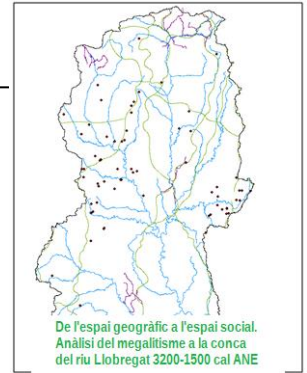 De l'espai geogràfic a l'espai social.
Anàlisi del megalitisme a la conca
del riu Llobregat 3200-1500 cal ANE